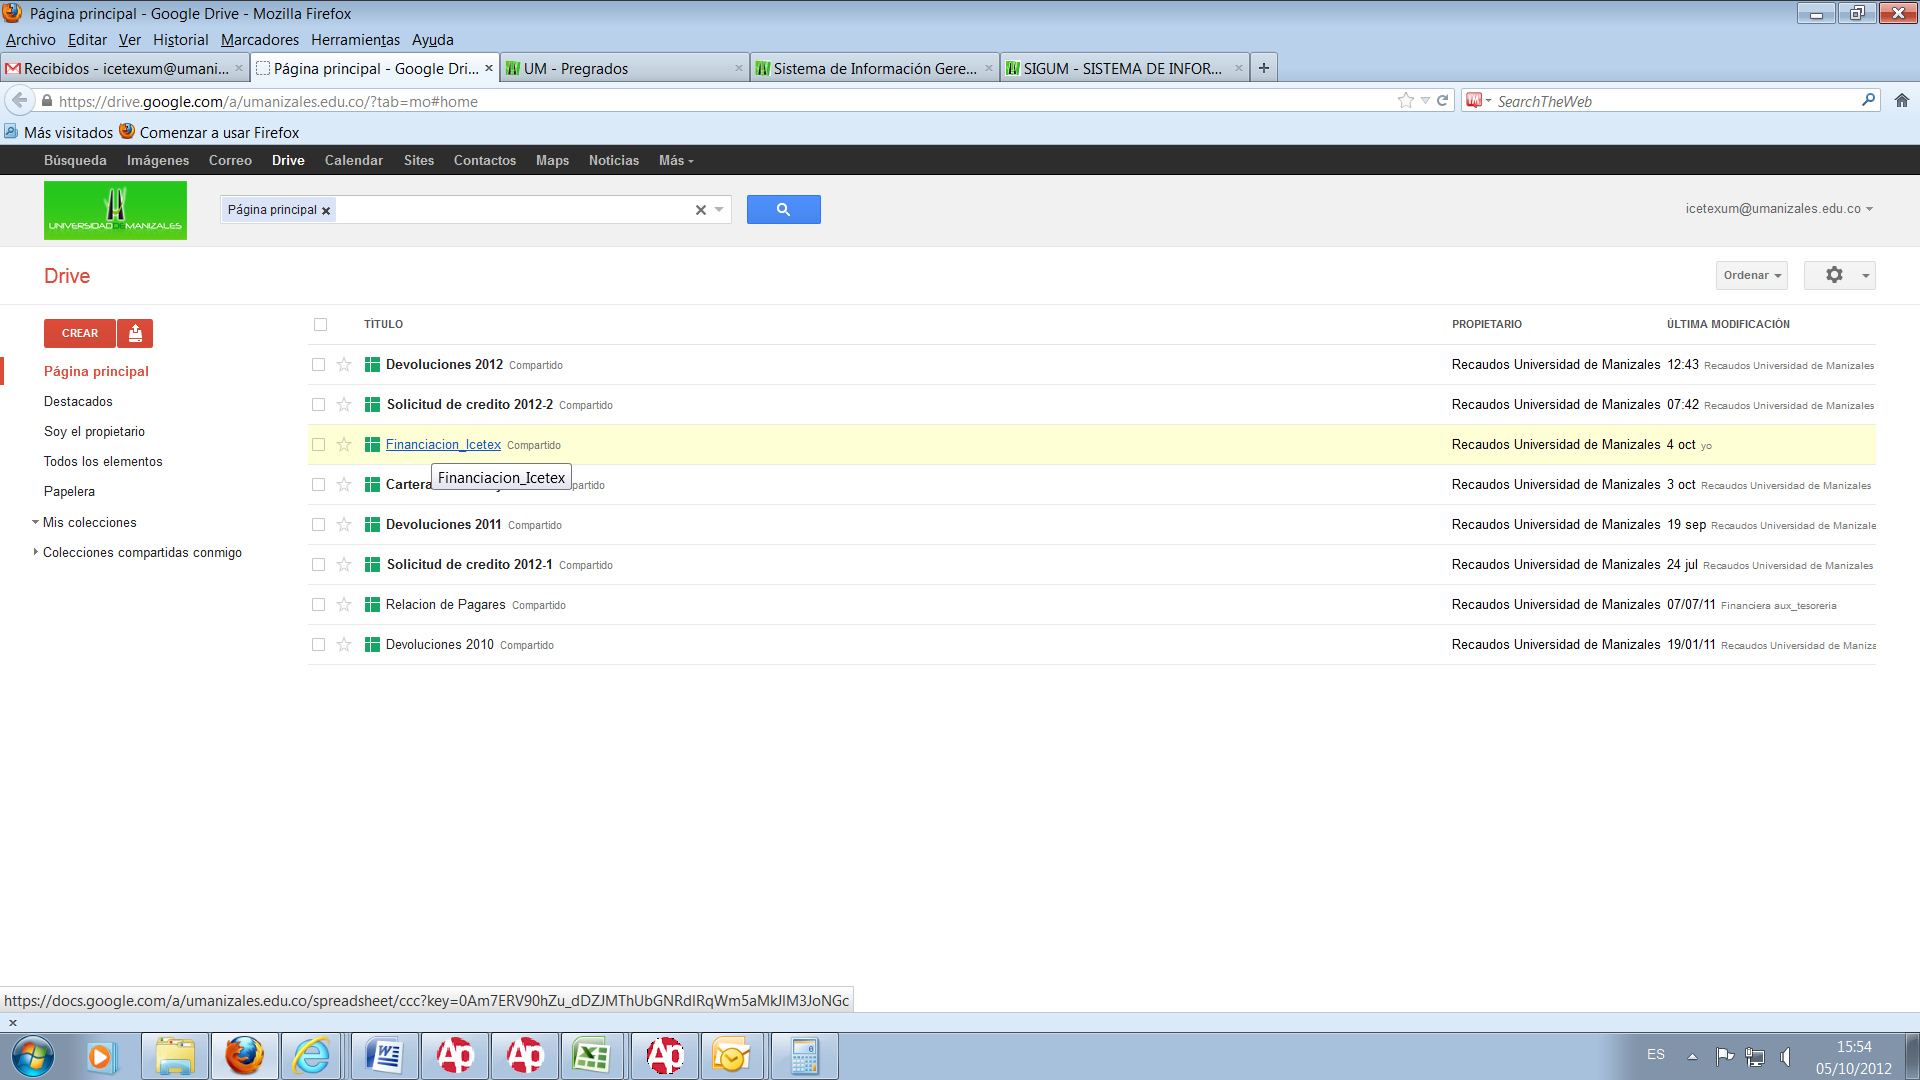 Página principal - Google Drive - Mozilla Firefox
Archivo Editar Ver Historial Marcadores Herramientas Ayuda
Recibidos - icetexum@umani... × Página principal - Google Dri... × UM - Pregrados × Sistema de Información Gere... × SIGUM - SISTEMA DE INFOR... × +
https://drive.google.com/a/umanizales.edu.co/?tab=mo#home SearchTheWeb
Más visitados Comenzar a usar Firefox
Búsqueda Imágenes Correo Drive Calendar Sites Contactos Maps Noticias Más
UNIVERSIDADDEMANIZALES
Página principal × icetexum@umanizales.edu.co
Drive Ordenar
CREAR
Página principal
Destacados
Soy el propietario
Todos los elementos
Papelera
Mis colecciones
Colecciones compartidas conmigo
TÍTULO PROPIETARIO ÚLTIMA MODIFICACIÓN
Devoluciones 2012 Compartido Recaudos Universidad de Manizales 12:43 Recaudos Universidad de Manizales
Solicitud de credito 2012-2 Compartido Recaudos Universidad de Manizales 07:42 Recaudos Universidad de Manizales
Financiacion_Icetex Compartido Recaudos Universidad de Manizales 4 oct yo
Financiacion_Icetex
Cartera partido Recaudos Universidad de Manizales 3 oct Recaudos Universidad de Manizales
Devoluciones 2011 Compartido Recaudos Universidad de Manizales 19 sep Recaudos Universidad de Manizale
Solicitud de credito 2012-1 Compartido Recaudos Universidad de Manizales 24 jul Recaudos Universidad de Manizales
Relacion de Pagares Compartido Recaudos Universidad de Manizales 07/07/11 Financiera aux_tesoreria
Devoluciones 2010 Compartido Recaudos Universidad de Manizales 19/01/11 Recaudos Universidad de Maniza
https://docs.google.com/a/umanizales.edu.co/spreadsheet/ccc?key=0Am7ERV90hZu_dDZJMThUbGNRdlRqWm5aMkJIM3JoNGc
×
ES 15:54
05/10/2012